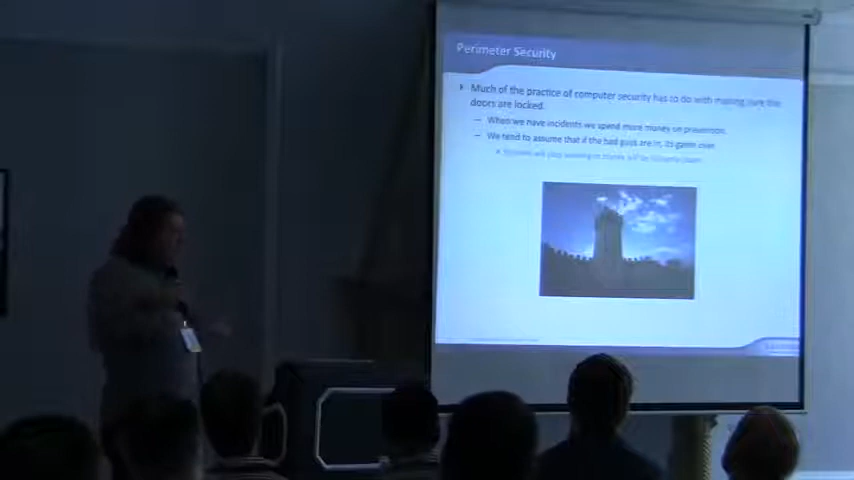 Perimeter Security
Much of the practice of computer security has to do with making sure the
doors are locked.
– When we have incidents we spend more money on prevention.
– We tend to assume that if the bad guys are in, its game over.